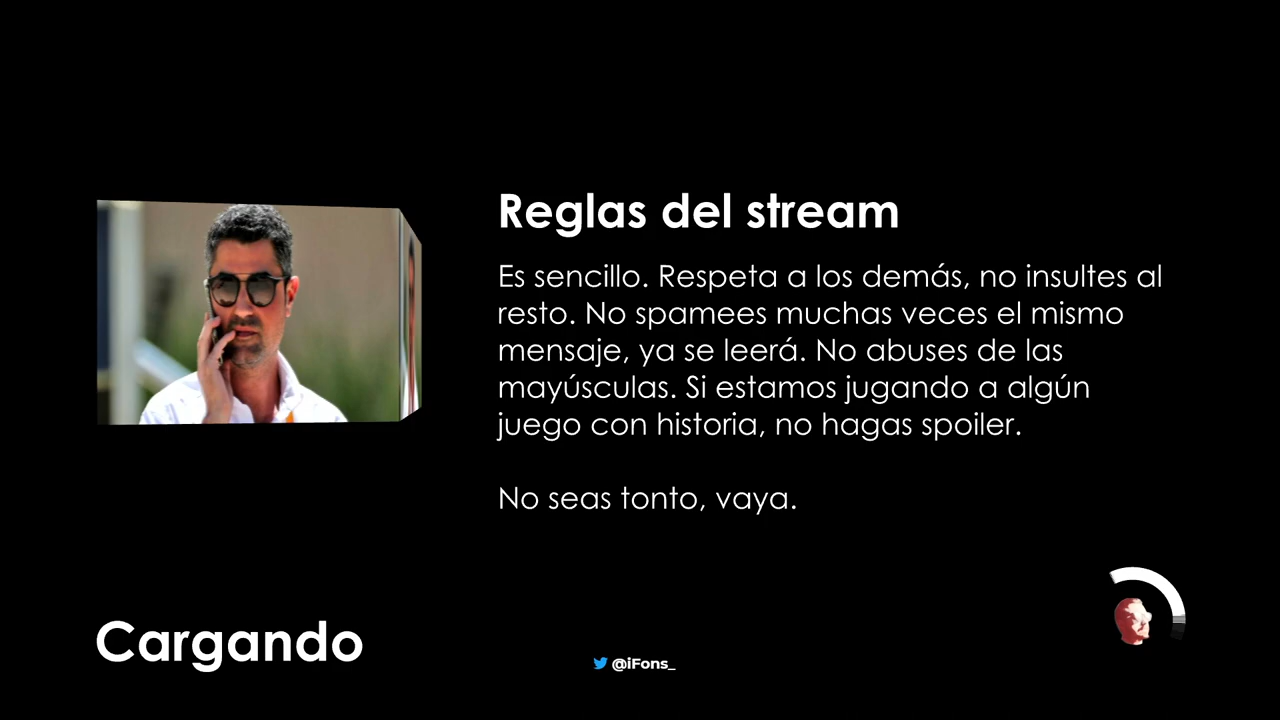 Reglas del stream
Es sencillo. Respeta a los demás, no insultes al
resto. No spamees muchas veces el mismo
mensaje, ya se leerá. No abuses de las
mayúsculas. Si estamos jugando a algún
juego con historia, no hagas spoiler.
No seas tonto, vaya.
Cargando
@iFons_